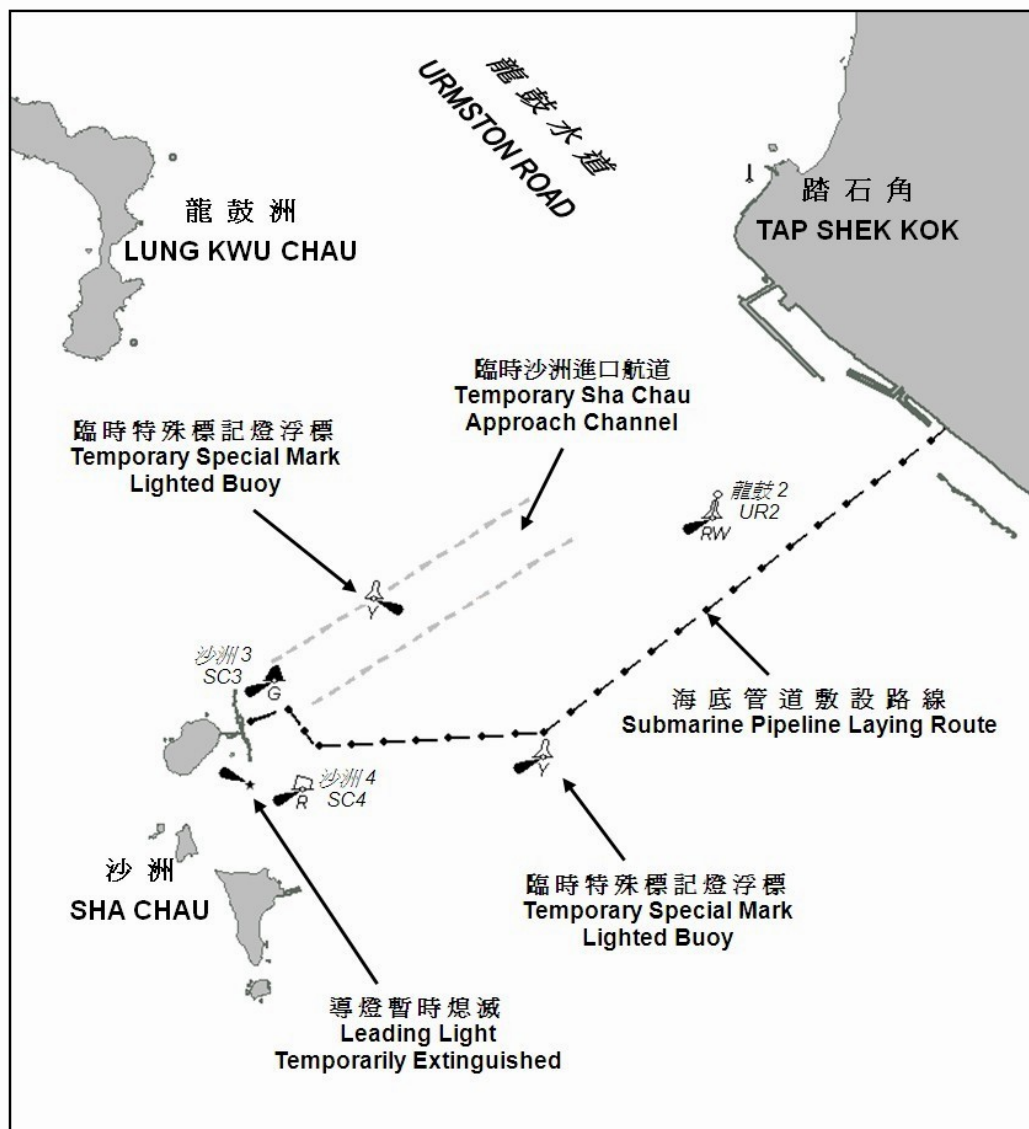 龍鼓水道
URMSTON ROAD
踏石角
TAP SHEK KOK
龍鼓洲
LUNG KWU CHAU
臨時沙洲進口航道
Temporary Sha Chau
Approach Channel
臨時特殊標記燈浮標
Temporary Special Mark
Lighted Buoy
龍鼓 2
UR2
RW
Y
沙洲 3
SC3
G
海底管道敷設路線
Submarine Pipeline Laying Route
Y
沙洲 4
SC4
R
沙洲
SHA CHAU
臨時特殊標記燈浮標
Temporary Special Mark
Lighted Buoy
導燈暫時熄滅
Leading Light
Temporarily Extinguished